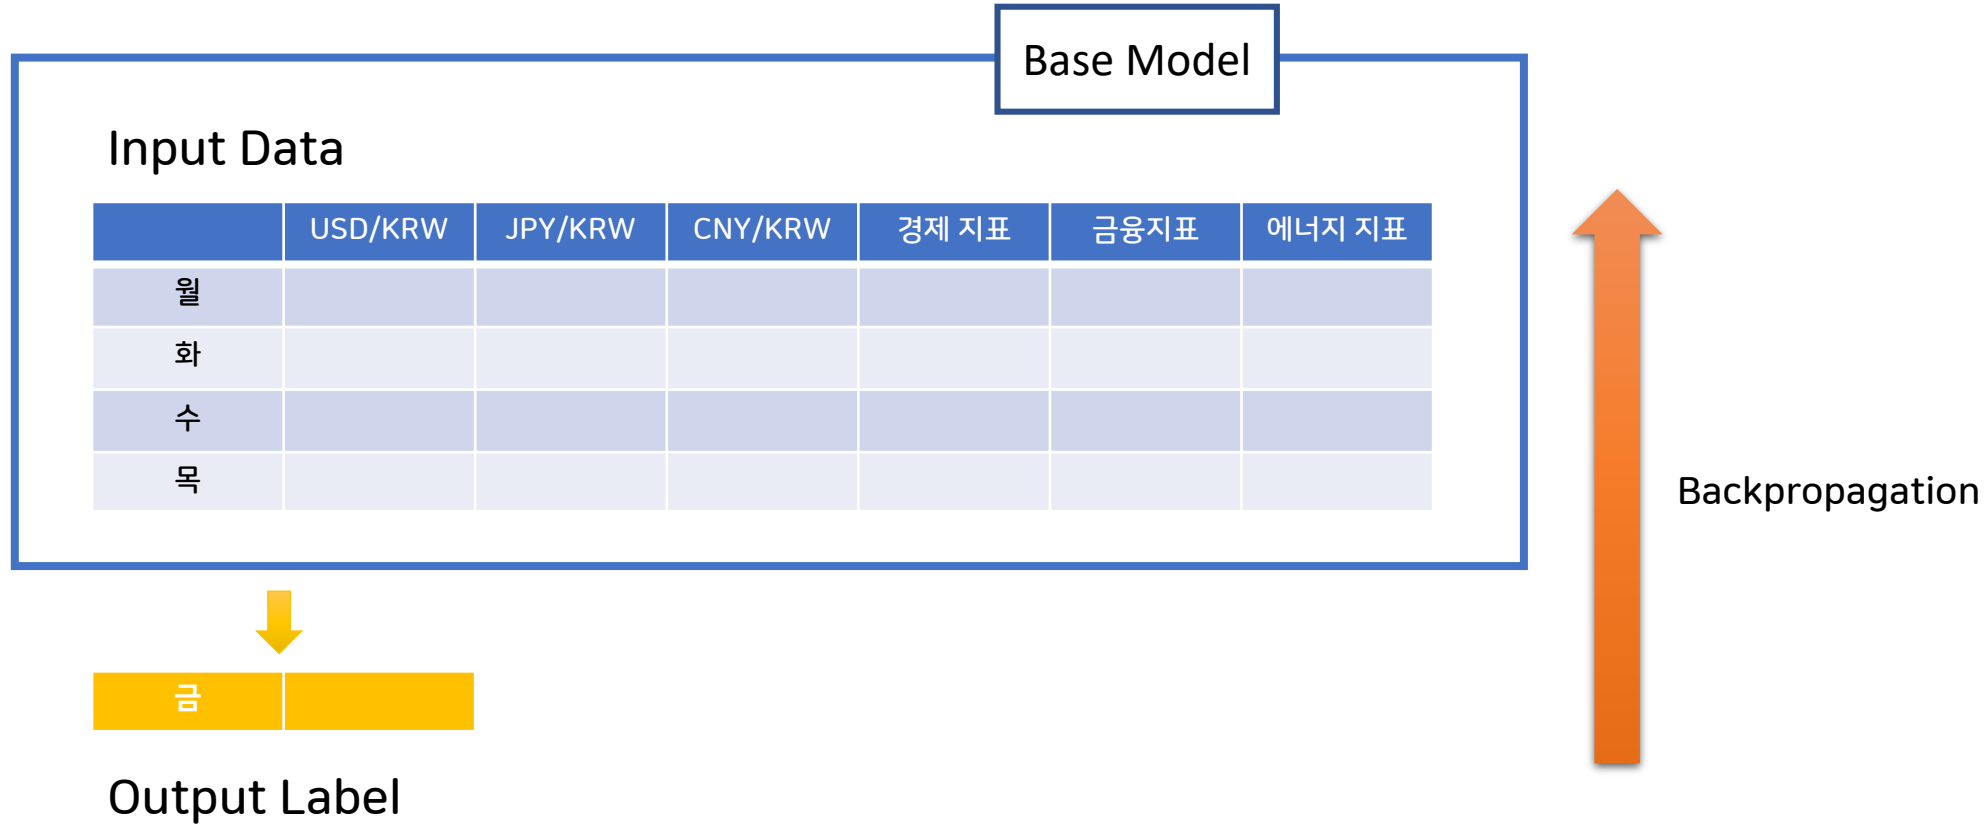 Base Model
Input Data
USD/KRW JPY/KRW CNY/KRW 경제 지표 금융지표 에너지 지표
월
화
수
목
Backpropagation
금
Output Label